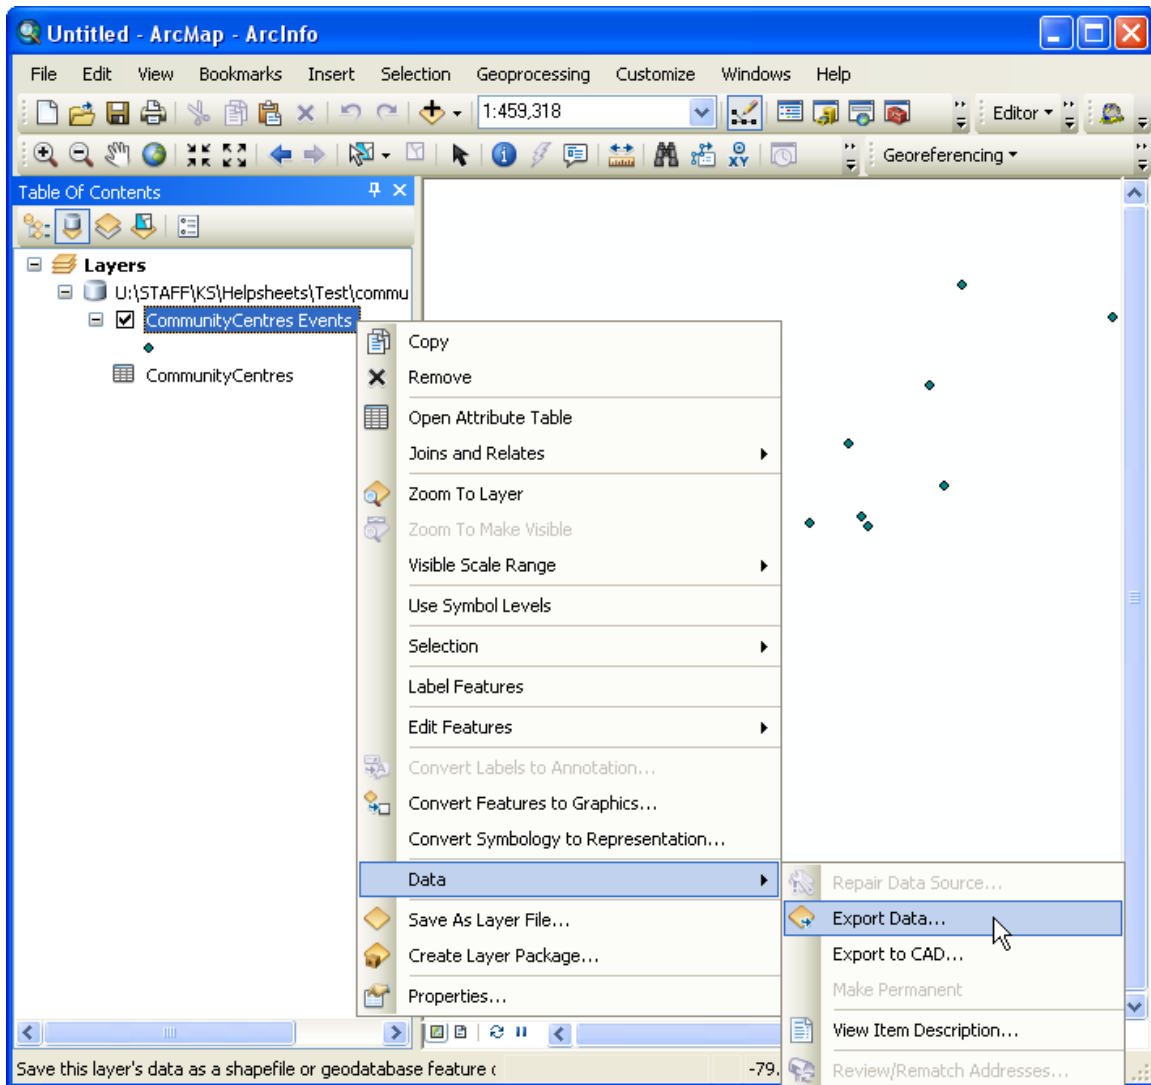 Untitled - ArcMap - ArcInfo
File Edit View Bookmarks Insert Selection Geoprocessing Customize Windows Help
1:459,318
Editor
XY
Georeferencing
Table Of Contents
Layers
U:\STAFF\KS\Helpsheets\Test\commu
CommunityCentres Events
CommunityCentres
Copy
Remove
Open Attribute Table
Joins and Relates
Zoom To Layer
Zoom To Make Visible
Visible Scale Range
Use Symbol Levels
Selection
Label Features
Edit Features
Convert Labels to Annotation...
Convert Features to Graphics...
Convert Symbology to Representation...
Data
Save As Layer File...
Create Layer Package...
Properties...
Repair Data Source...
Export Data...
Export to CAD...
Make Permanent
View Item Description...
Review/Rematch Addresses...
Save this layer's data as a shapefile or geodatabase feature c
-79.